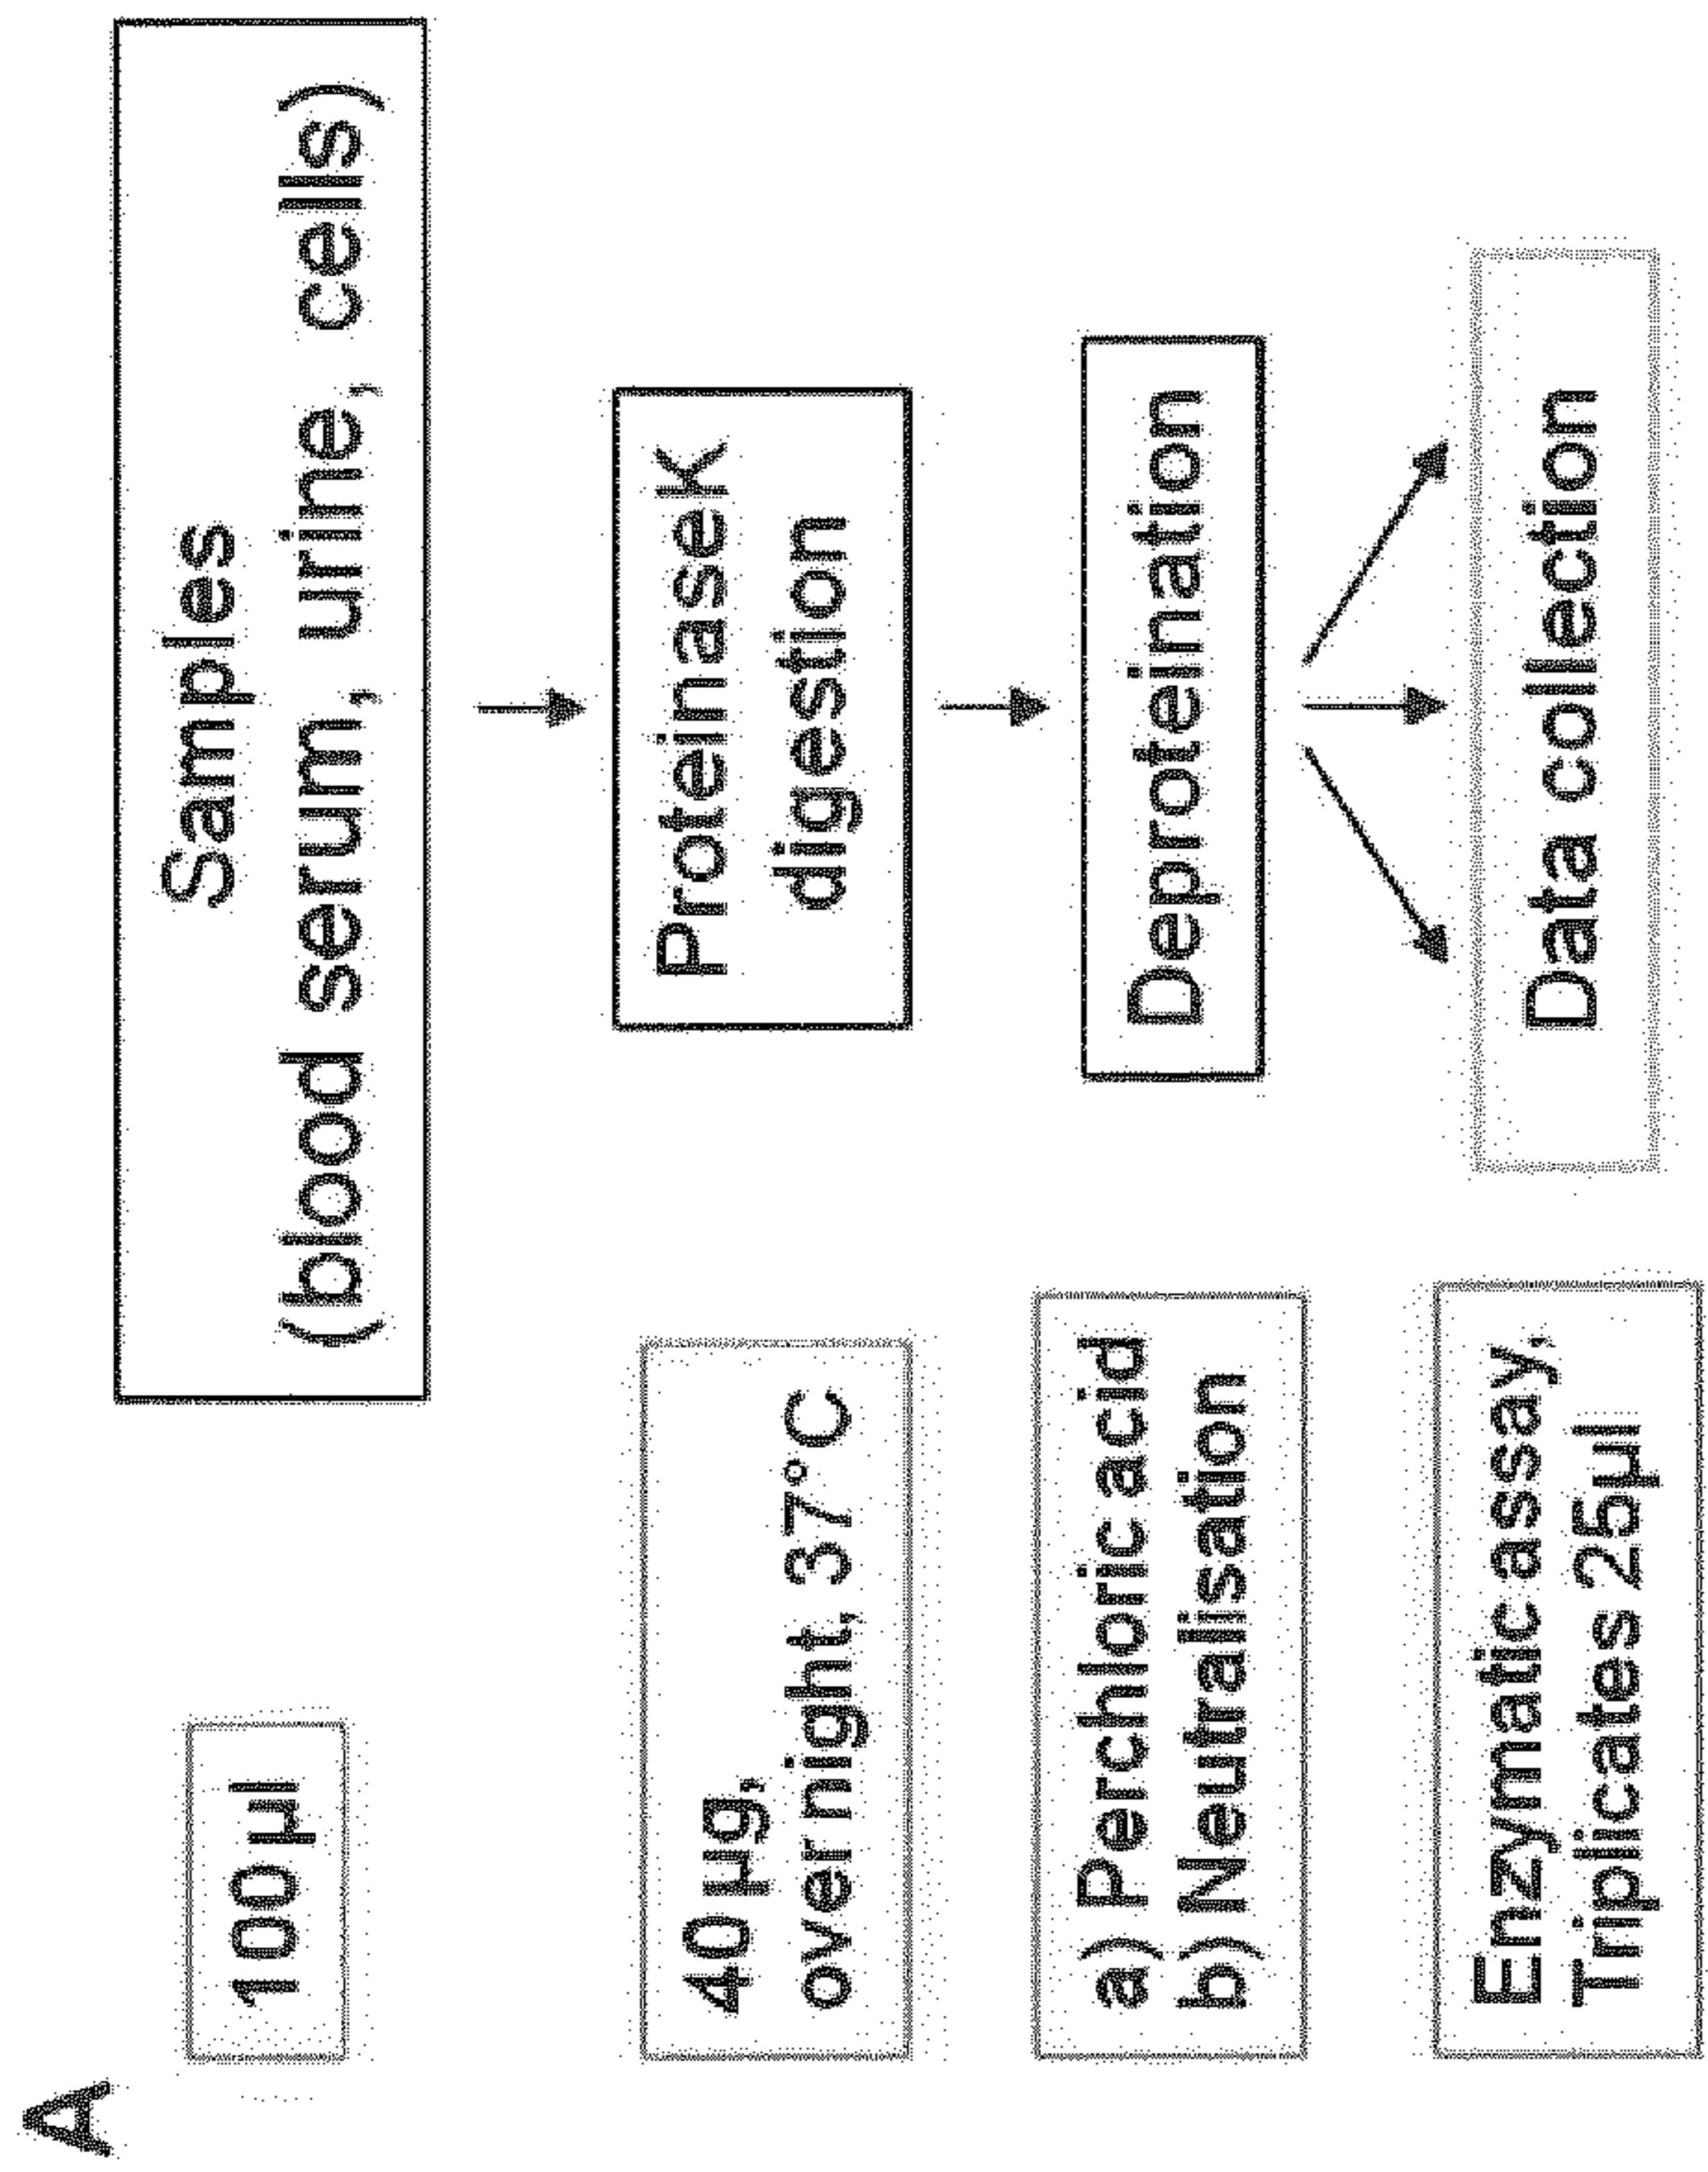 A
100 µl
Samples
(blood serum, urine, cells)
40 µg,
over night, 37°C
ProteinaseK
digestion
a) Perchloric acid
b) Neutralisation
Deproteination
Enzymatic assay,
Triplicates 25µl
Data collection